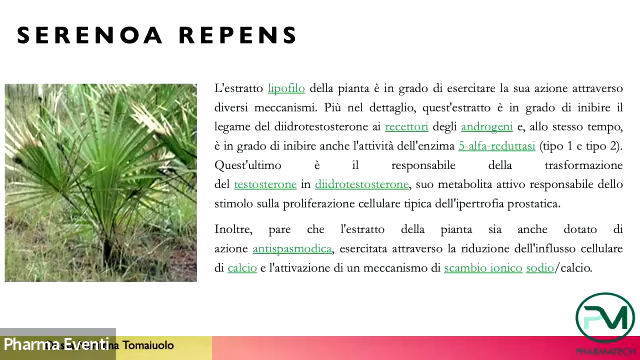 SERENOA REPENS
L'estratto lipofilo della pianta è in grado di esercitare la sua azione attraverso
diversi meccanismi. Più nel dettaglio, quest'estratto è in grado di inibire il
legame del diidrotestosterone ai recettori degli androgeni e, allo stesso tempo,
è in grado di inibire anche l'attività dell'enzima 5-alfa-reduttasi (tipo 1 e tipo 2).
Quest'ultimo è il responsabile della trasformazione
del testosterone in diidrotestosterone, suo metabolita attivo responsabile dello
stimolo sulla proliferazione cellulare tipica dell'ipertrofia prostatica.
Inoltre, pare che l'estratto della pianta sia anche dotato di
azione antispasmodica, esercitata attraverso la riduzione dell'influsso cellulare
di calcio e l'attivazione di un meccanismo di scambio ionico sodio/calcio.
PM
PHARMATECH
Pharma Eventi
Tomaiuolo